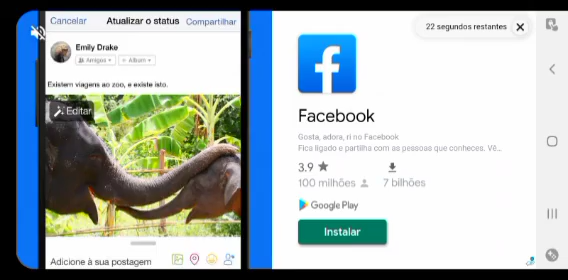 Cancelar Atualizar o status Compartilhar
Emily Drake
Amigos + Álbum
Existem viagens ao zoo, e existe isto.
Editar
Adicione à sua postagem
22 segundos restantes
Facebook
Gosta, adora, ri no Facebook
Fica ligado e partilha com as pessoas que conheces. Vê...
3.9
100 milhões 7 bilhões
Google Play
Instalar